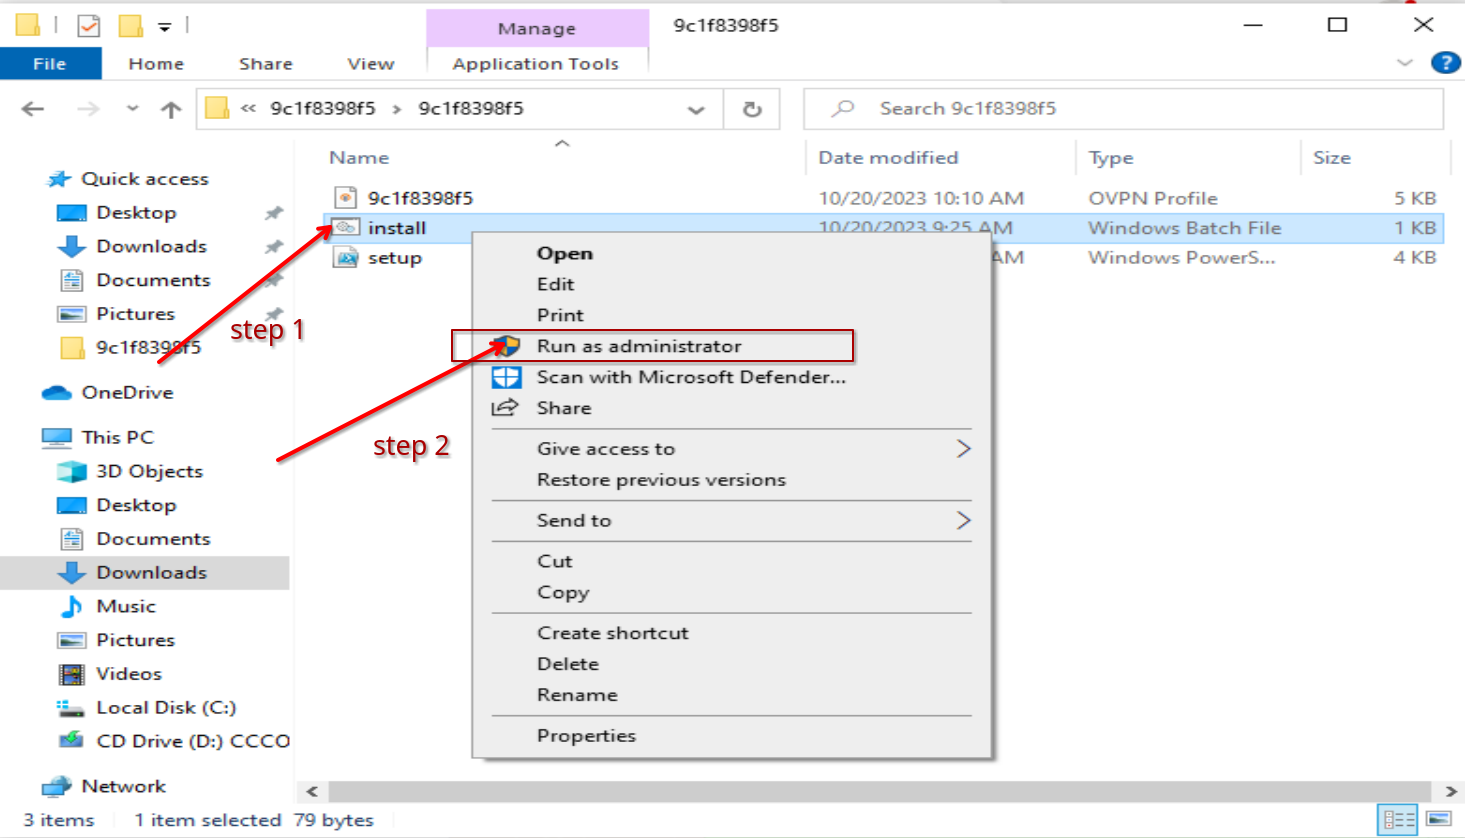 Manage
9c1f8398f5
File
Home
Share
View
Application Tools
?
« 9c1f8398f5 › 9c1f8398f5
Search 9c1f8398f5
Name
Date modified
Type
Size
Quick access
Desktop
Downloads
Documents
Pictures
9c1f8398f5
OneDrive
This PC
3D Objects
Desktop
Documents
Downloads
Music
Pictures
Videos
Local Disk (C:)
CD Drive (D:) CCCO
Network
9c1f8398f5 10/20/2023 10:10 AM OVPN Profile 5 KB
install 10/20/2023 9:25 AM Windows Batch File 1 KB
setup AM Windows PowerS... 4 KB
step 1
step 2
Open
Edit
Print
Run as administrator
Scan with Microsoft Defender...
Share
Give access to
Restore previous versions
Send to
Cut
Copy
Create shortcut
Delete
Rename
Properties
3 items
1 item selected 79 bytes